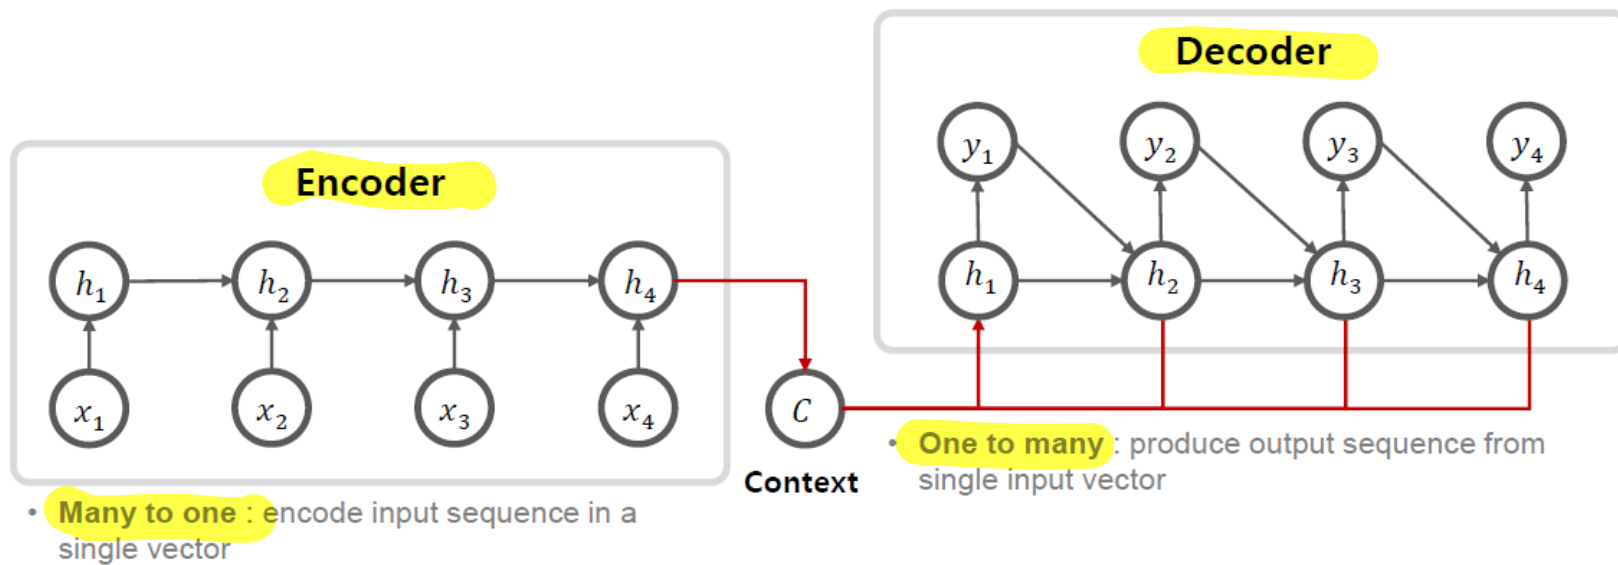 Encoder
h₁ h₂ h₃ h₄
x₁ x₂ x₃ x₄
• Many to one : encode input sequence in a
single vector
C
Context
Decoder
y₁ y₂ y₃ y₄
h₁ h₂ h₃ h₄
• One to many : produce output sequence from
single input vector